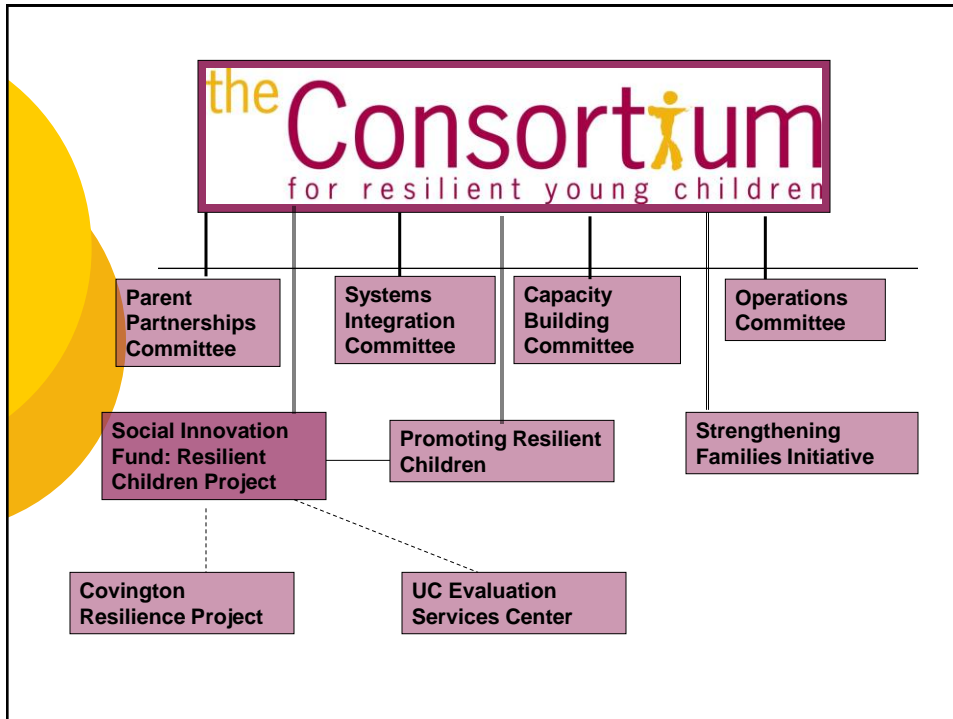 the
Consortium
for resilient young children
Parent
Partnerships
Committee
Systems
Integration
Committee
Capacity
Building
Committee
Operations
Committee
Social Innovation
Fund: Resilient
Children Project
Promoting Resilient
Children
Strengthening
Families Initiative
Covington
Resilience Project
UC Evaluation
Services Center